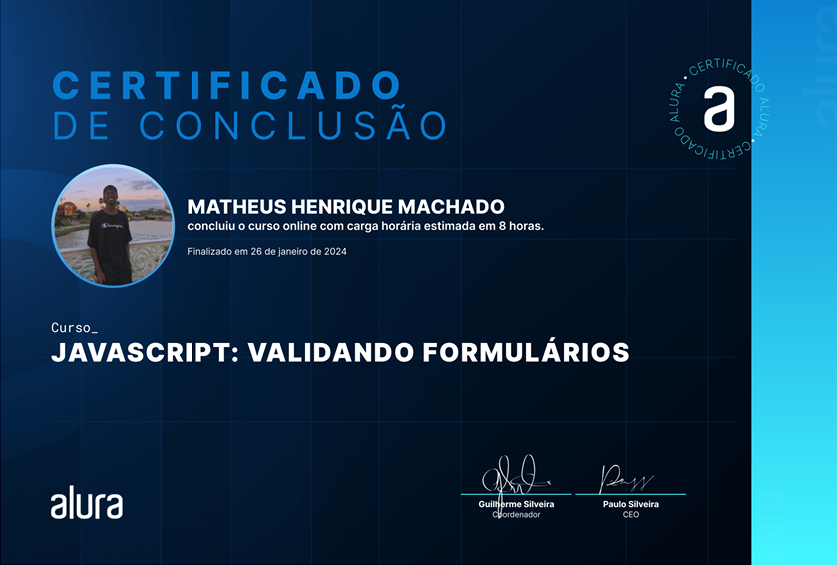 CERTIFICADO
DE CONCLUSÃO
CERTIFICADO ALURA • CERTIFICADO ALURA •
a
MATHEUS HENRIQUE MACHADO
concluiu o curso online com carga horária estimada em 8 horas.
Finalizado em 26 de janeiro de 2024
Champion
Curso_
JAVASCRIPT: VALIDANDO FORMULÁRIOS
alura
Guilherme Silveira
Coordenador
Paulo Silveira
CEO